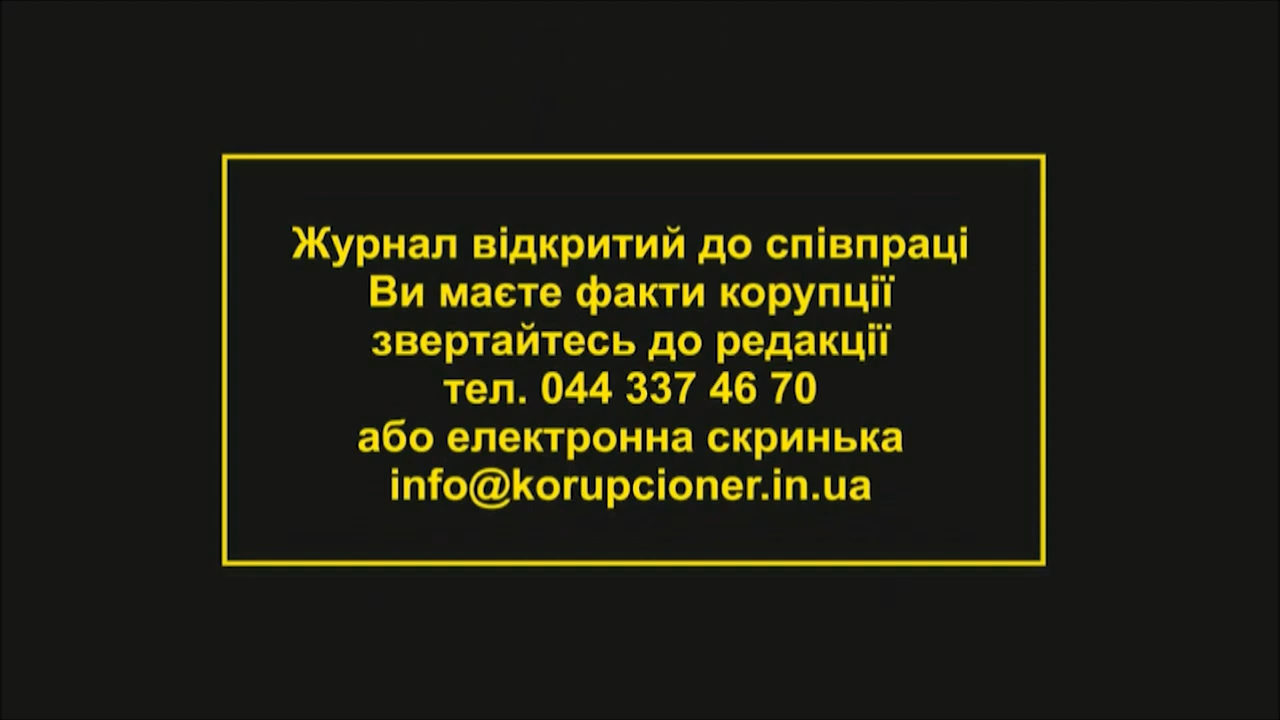 Журнал відкритий до співпраці
Ви маєте факти корупції
звертайтесь до редакції
тел. 044 337 46 70
або електронна скринька
info@korupcioner.in.ua